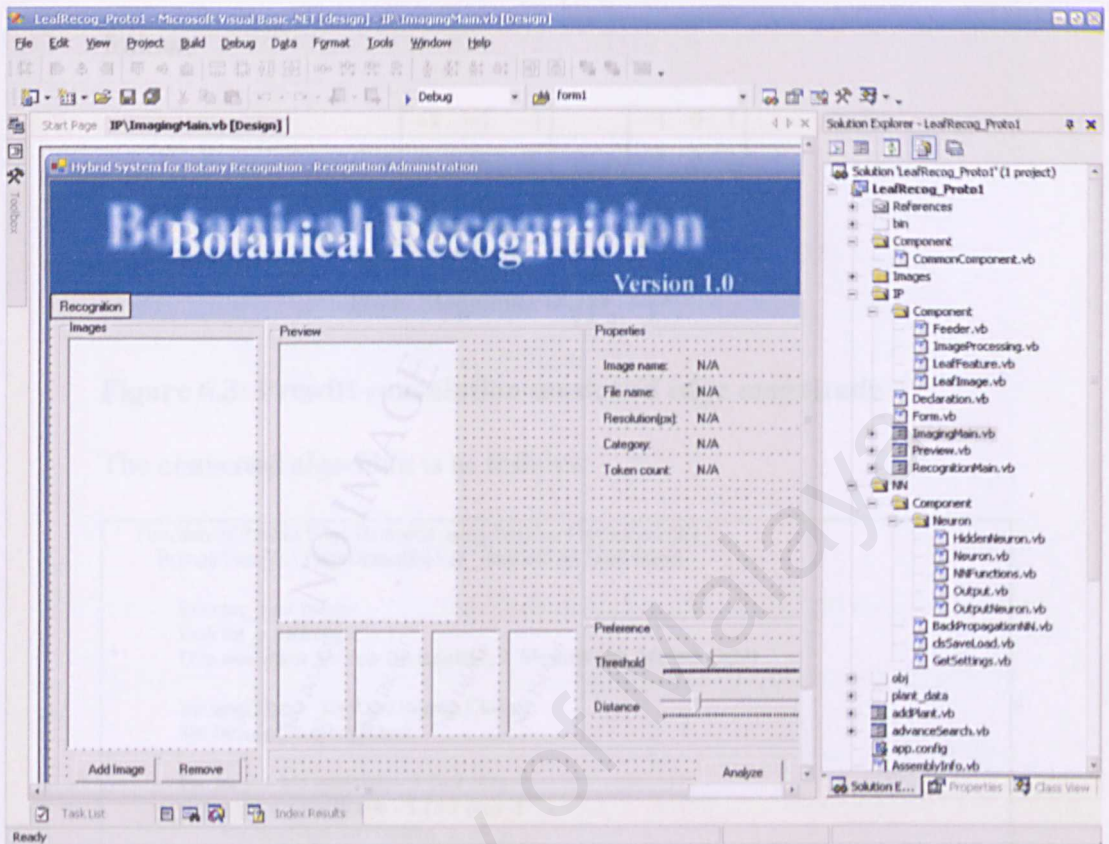 LeafRecog_Proto1 - Microsoft Visual Basic .NET [design] - IP\ImagingMain.vb [Design]
File Edit View Project Build Debug Data Format Tools Window Help
Debug form1
Start Page IP\ImagingMain.vb [Design]
Toolbox
Hybrid System for Botany Recognition - Recognition Administration
Botanical Recognition
Botanical Recognition
Version 1.0
Recognition
Images
Preview
Properties
Image name: N/A
File name: N/A
Resolution(px): N/A
Category: N/A
Token count: N/A
NO IMAGE
Preference
Threshold
Distance
Add Image Remove Analyze
Solution Explorer - LeafRecog_Proto1
Solution 'LeafRecog_Proto1' (1 project)
LeafRecog_Proto1
References
bin
Component
CommonComponent.vb
Images
IP
Component
Feeder.vb
ImageProcessing.vb
LeafFeature.vb
LeafImage.vb
Declaration.vb
Form.vb
ImagingMain.vb
Preview.vb
RecognitionMain.vb
NN
Component
Neuron
HiddenNeuron.vb
Neuron.vb
NNFunctions.vb
Output.vb
OutputNeuron.vb
BackPropagationNN.vb
clsSaveLoad.vb
GetSettings.vb
obj
plant_data
addPlant.vb
advanceSearch.vb
app.config
AssemblyInfo.vb
Solution E... Properties Class View
Task List Index Results
Ready
of Malaya